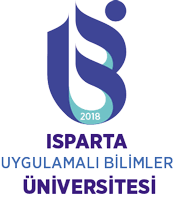 2018
ISPARTA
UYGULAMALI BİLİMLER
ÜNİVERSİTESİ